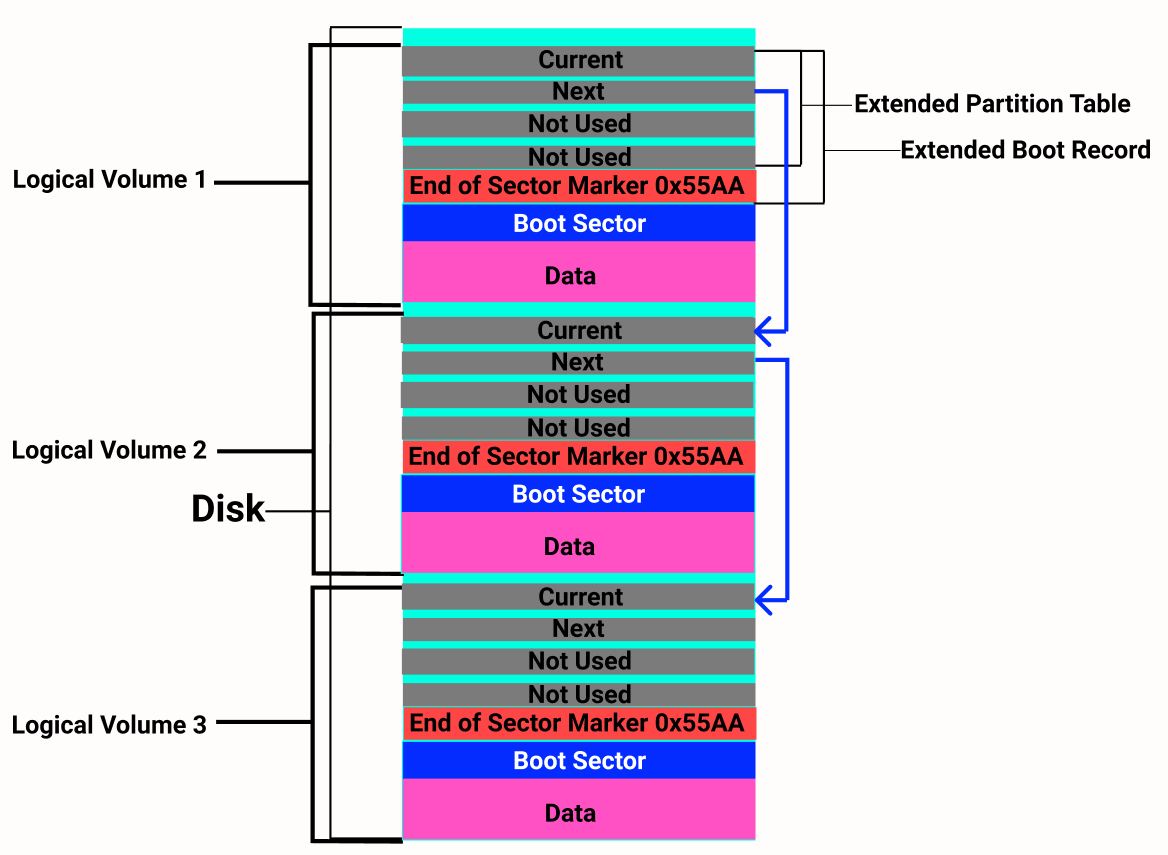 Current
Next
Extended Partition Table
Not Used
Extended Boot Record
Not Used
Logical Volume 1
End of Sector Marker 0x55AA
Boot Sector
Data
Current
Next
Not Used
Not Used
Logical Volume 2
End of Sector Marker 0x55AA
Boot Sector
Disk
Data
Current
Next
Not Used
Not Used
Logical Volume 3
End of Sector Marker 0x55AA
Boot Sector
Data